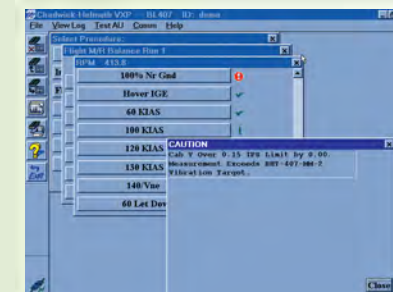 Chadwick-Helmuth VXP BL407 ID: demo
File View Log Test AU Comm Help
Select Procedure:
Flight M/R Balance Run 1
RPM 413.0
100% Nr Gnd
Hover IGE
60 KIAS
100 KIAS
120 KIAS
130 KIAS
140/Vne
60 Let Dov
CAUTION
Cab Y Over 0.15 IPS Limit by 0.00.
Measurement Exceeds BHT-407-MM-2
Vibration Target.
Exit
Close